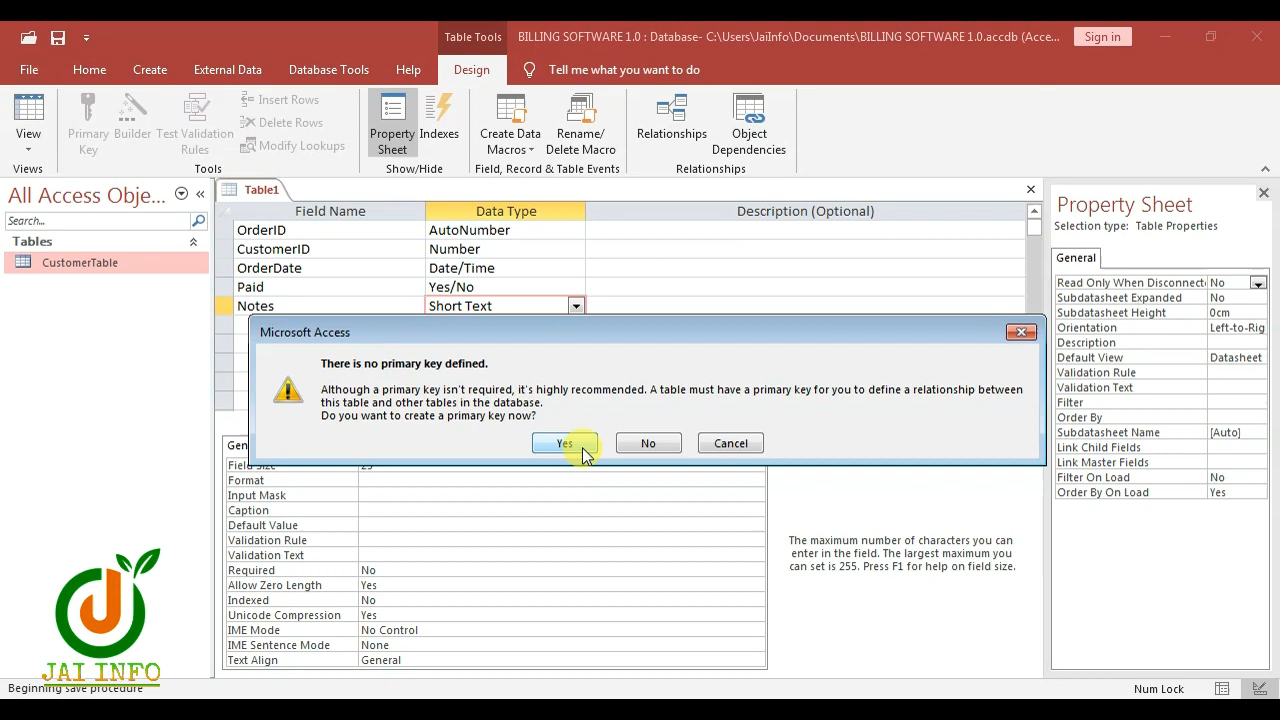 Table Tools
BILLING SOFTWARE 1.0 : Database- C:\Users\JaiInfo\Documents\BILLING SOFTWARE 1.0.accdb (Acce...
Sign in
File
Home
Create
External Data
Database Tools
Help
Design
Tell me what you want to do
View
Primary Key
Builder
Test Validation Rules
Insert Rows
Delete Rows
Modify Lookups
Property Sheet
Indexes
Create Data Macros
Rename/ Delete Macro
Relationships
Object Dependencies
Views
Tools
Show/Hide
Field, Record & Table Events
Relationships
All Access Obje...
Search...
Tables
CustomerTable
Table1
Field Name Data Type Description (Optional)
OrderID AutoNumber
CustomerID Number
OrderDate Date/Time
Paid Yes/No
Notes Short Text
Microsoft Access
There is no primary key defined.
Although a primary key isn't required, it's highly recommended. A table must have a primary key for you to define a relationship between
this table and other tables in the database.
Do you want to create a primary key now?
Yes No Cancel
Field Size 25
Format
Input Mask
Caption
Default Value
Validation Rule
Validation Text
Required No
Allow Zero Length Yes
Indexed No
Unicode Compression Yes
IME Mode No Control
IME Sentence Mode None
Text Align General
The maximum number of characters you can
enter in the field. The largest maximum you
can set is 255. Press F1 for help on field size.
Property Sheet
Selection type: Table Properties
General
Read Only When Disconnect No
Subdatasheet Expanded No
Subdatasheet Height 0cm
Orientation Left-to-Rig
Description
Default View Datasheet
Validation Rule
Validation Text
Filter
Order By
Subdatasheet Name [Auto]
Link Child Fields
Link Master Fields
Filter On Load No
Order By On Load Yes
JAI INFO
Beginning save procedure
Num Lock